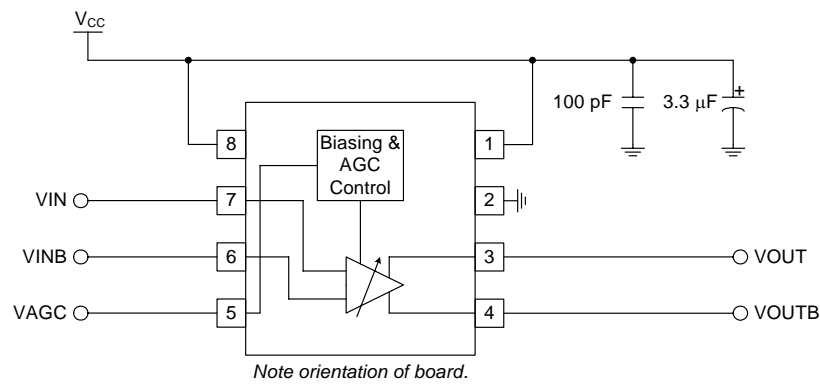 VCC
100 pF
3.3 μF
+
8
Biasing &
AGC
Control
1
VIN
7
2
VINB
6
3
VOUT
VAGC
5
4
VOUTB
Note orientation of board.